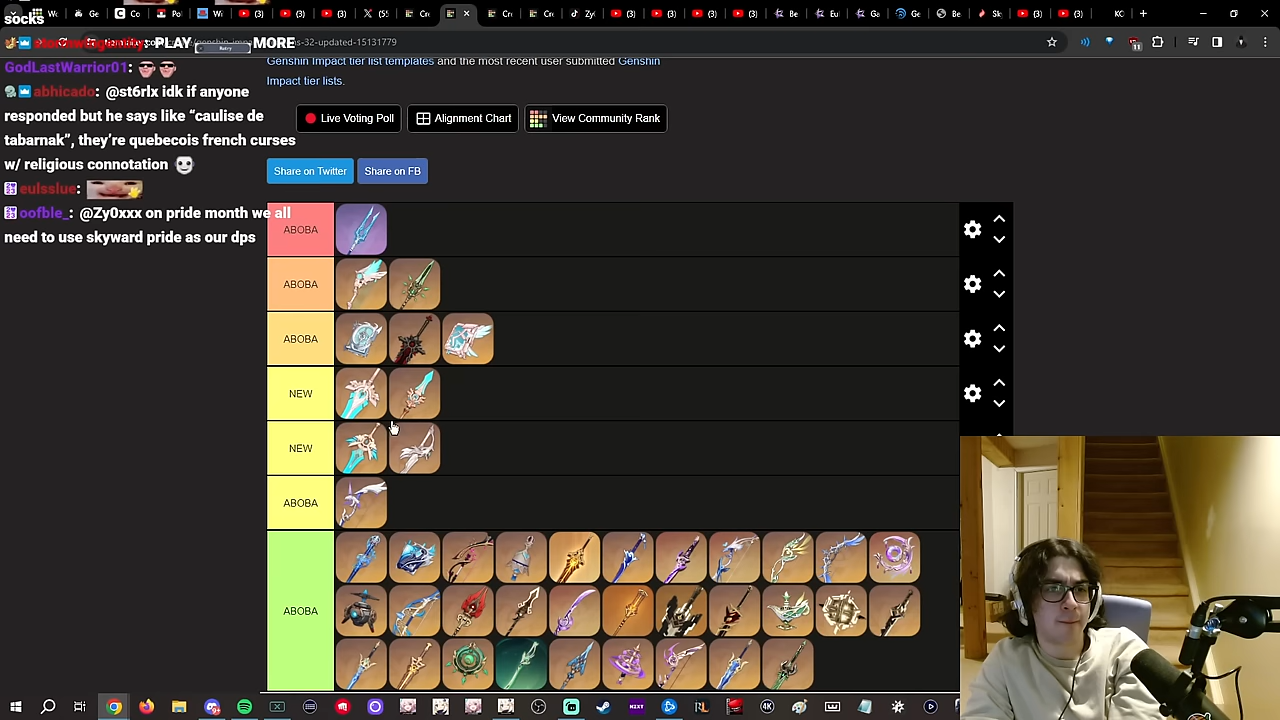 socks
PLAY MORE
Retry
GodLastWarrior01:
abhicado: @st6rlx idk if anyone
responded but he says like “caulise de
tabarnak”, they’re quebecois french curses
w/ religious connotation
eulsslue:
oofble_: @Zy0xxx on pride month we all
need to use skyward pride as our dps
Genshin Impact tier list templates and the most recent user submitted Genshin
Impact tier lists.
Live Voting Poll
Alignment Chart
View Community Rank
Share on Twitter
Share on FB
ABOBA
ABOBA
ABOBA
NEW
NEW
ABOBA
ABOBA